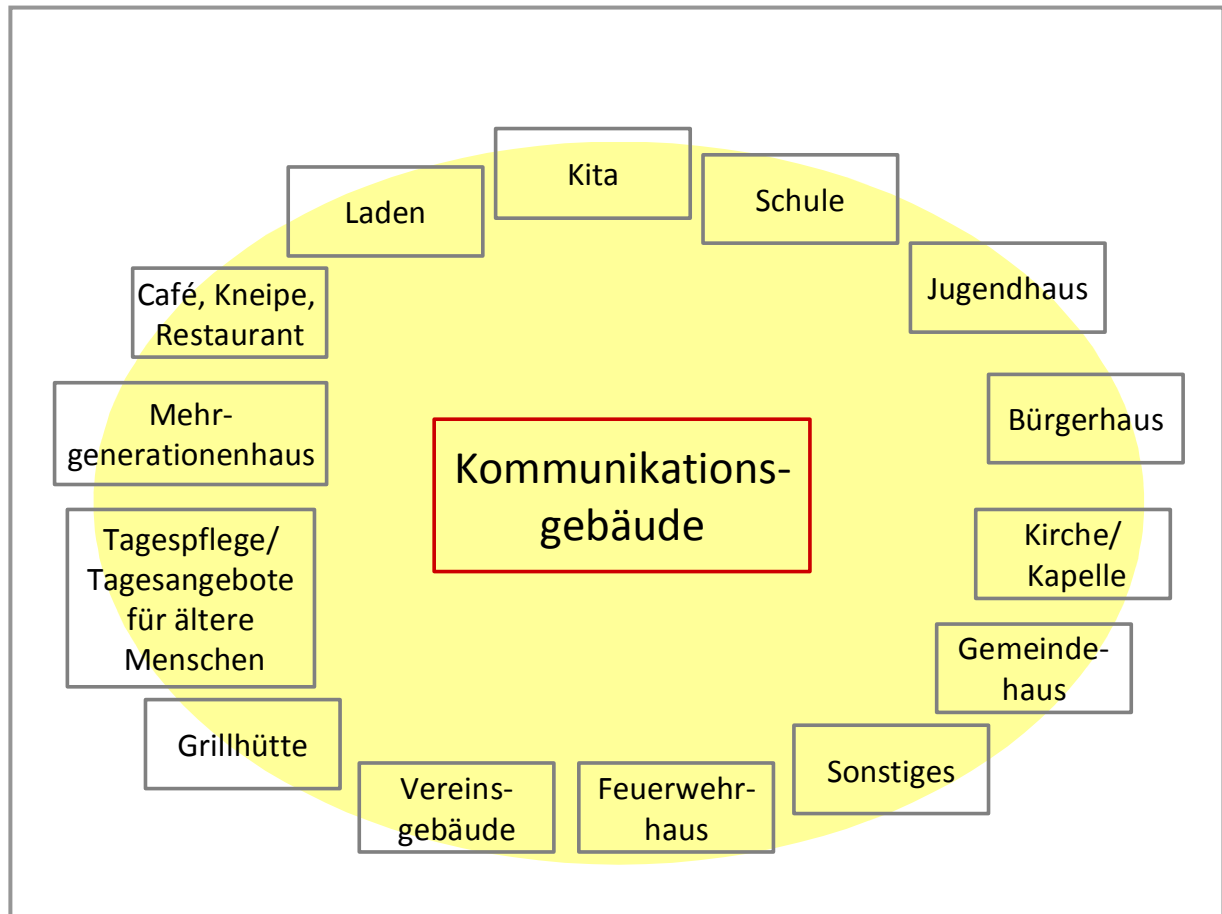 Kita
Schule
Laden
Jugendhaus
Café, Kneipe,
Restaurant
Mehr-
generationenhaus
Bürgerhaus
Kommunikations-
gebäude
Tagespflege/
Tagesangebote
für ältere
Menschen
Kirche/
Kapelle
Gemeinde-
haus
Grillhütte
Sonstiges
Vereins-
gebäude
Feuerwehr-
haus